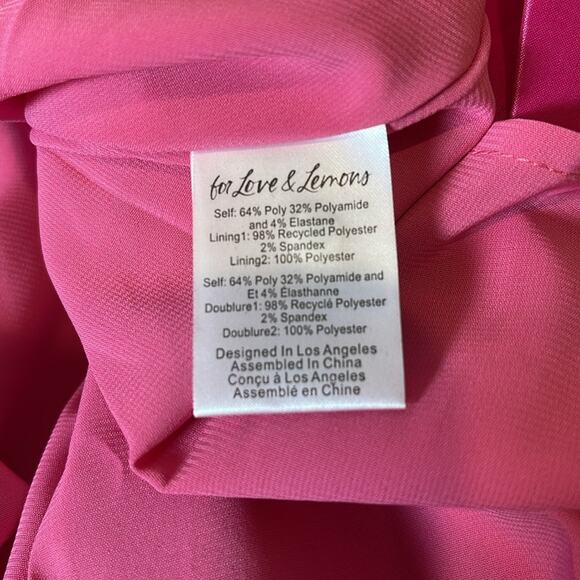 for Love & Lemons
Self: 64% Poly 32% Polyamide
and 4% Elastane
Lining1: 98% Recycled Polyester
2% Spandex
Lining2: 100% Polyester
Self: 64% Poly 32% Polyamide and
Et 4% Élasthanne
Doublure1: 98% Recyclé Polyester
2% Spandex
Doublure2: 100% Polyester
Designed In Los Angeles
Assembled In China
Conçu à Los Angeles
Assemblé en Chine